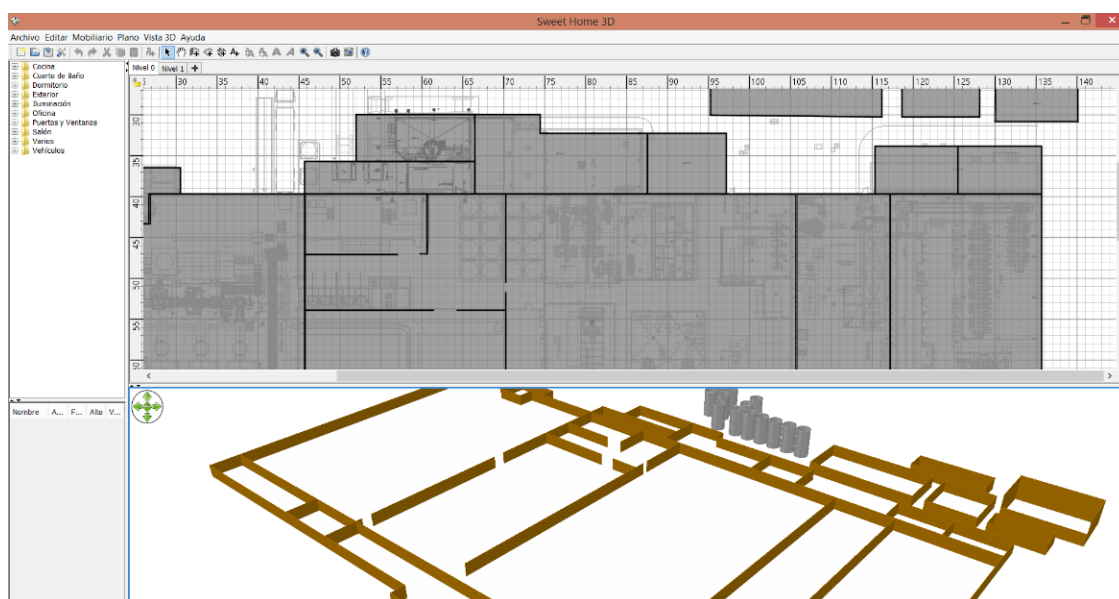 Sweet Home 3D
Archivo Editar Mobiliario Plano Vista 3D Ayuda
Cocina
Cuarto de Baño
Dormitorio
Exterior
Iluminación
Oficina
Puertas y Ventanas
Salón
Varios
Vehículos
Nivel 0 Nivel 1
30 35 40 45 50 55 60 65 70 75 80 85 90 95 100 105 110 115 120 125 130 135 140
30
35
40
45
50
55
Nombre A... F... Alto V...